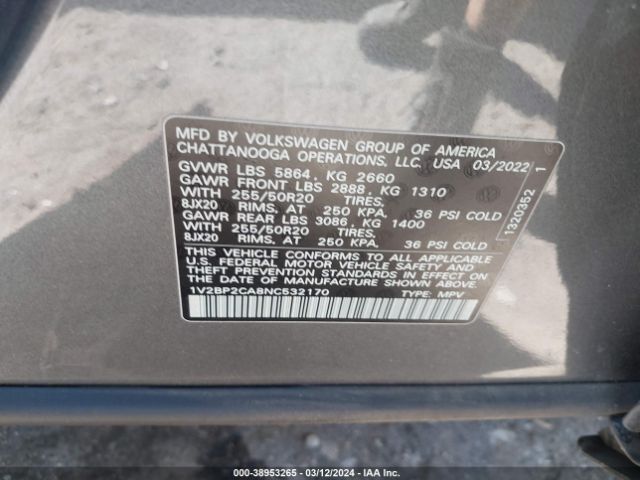 MFD BY VOLKSWAGEN GROUP OF AMERICA
CHATTANOOGA OPERATIONS, LLC, USA 03/2022
GVWR LBS 5864, KG 2660
GAWR FRONT LBS 2888, KG 1310
WITH 255/50R20 TIRES,
8JX20 RIMS, AT 250 KPA, 36 PSI COLD
GAWR REAR LBS 3086, KG 1400
WITH 255/50R20 TIRES,
8JX20 RIMS, AT 250 KPA, 36 PSI COLD
THIS VEHICLE CONFORMS TO ALL APPLICABLE
U.S. FEDERAL MOTOR VEHICLE SAFETY AND
THEFT PREVENTION STANDARDS IN EFFECT ON
THE DATE OF MANUFACTURE SHOWN ABOVE.
1V2BP2CA8NC532170 TYPE: MPV
1320352 1
000-38953265 - 03/12/2024 - IAA Inc.